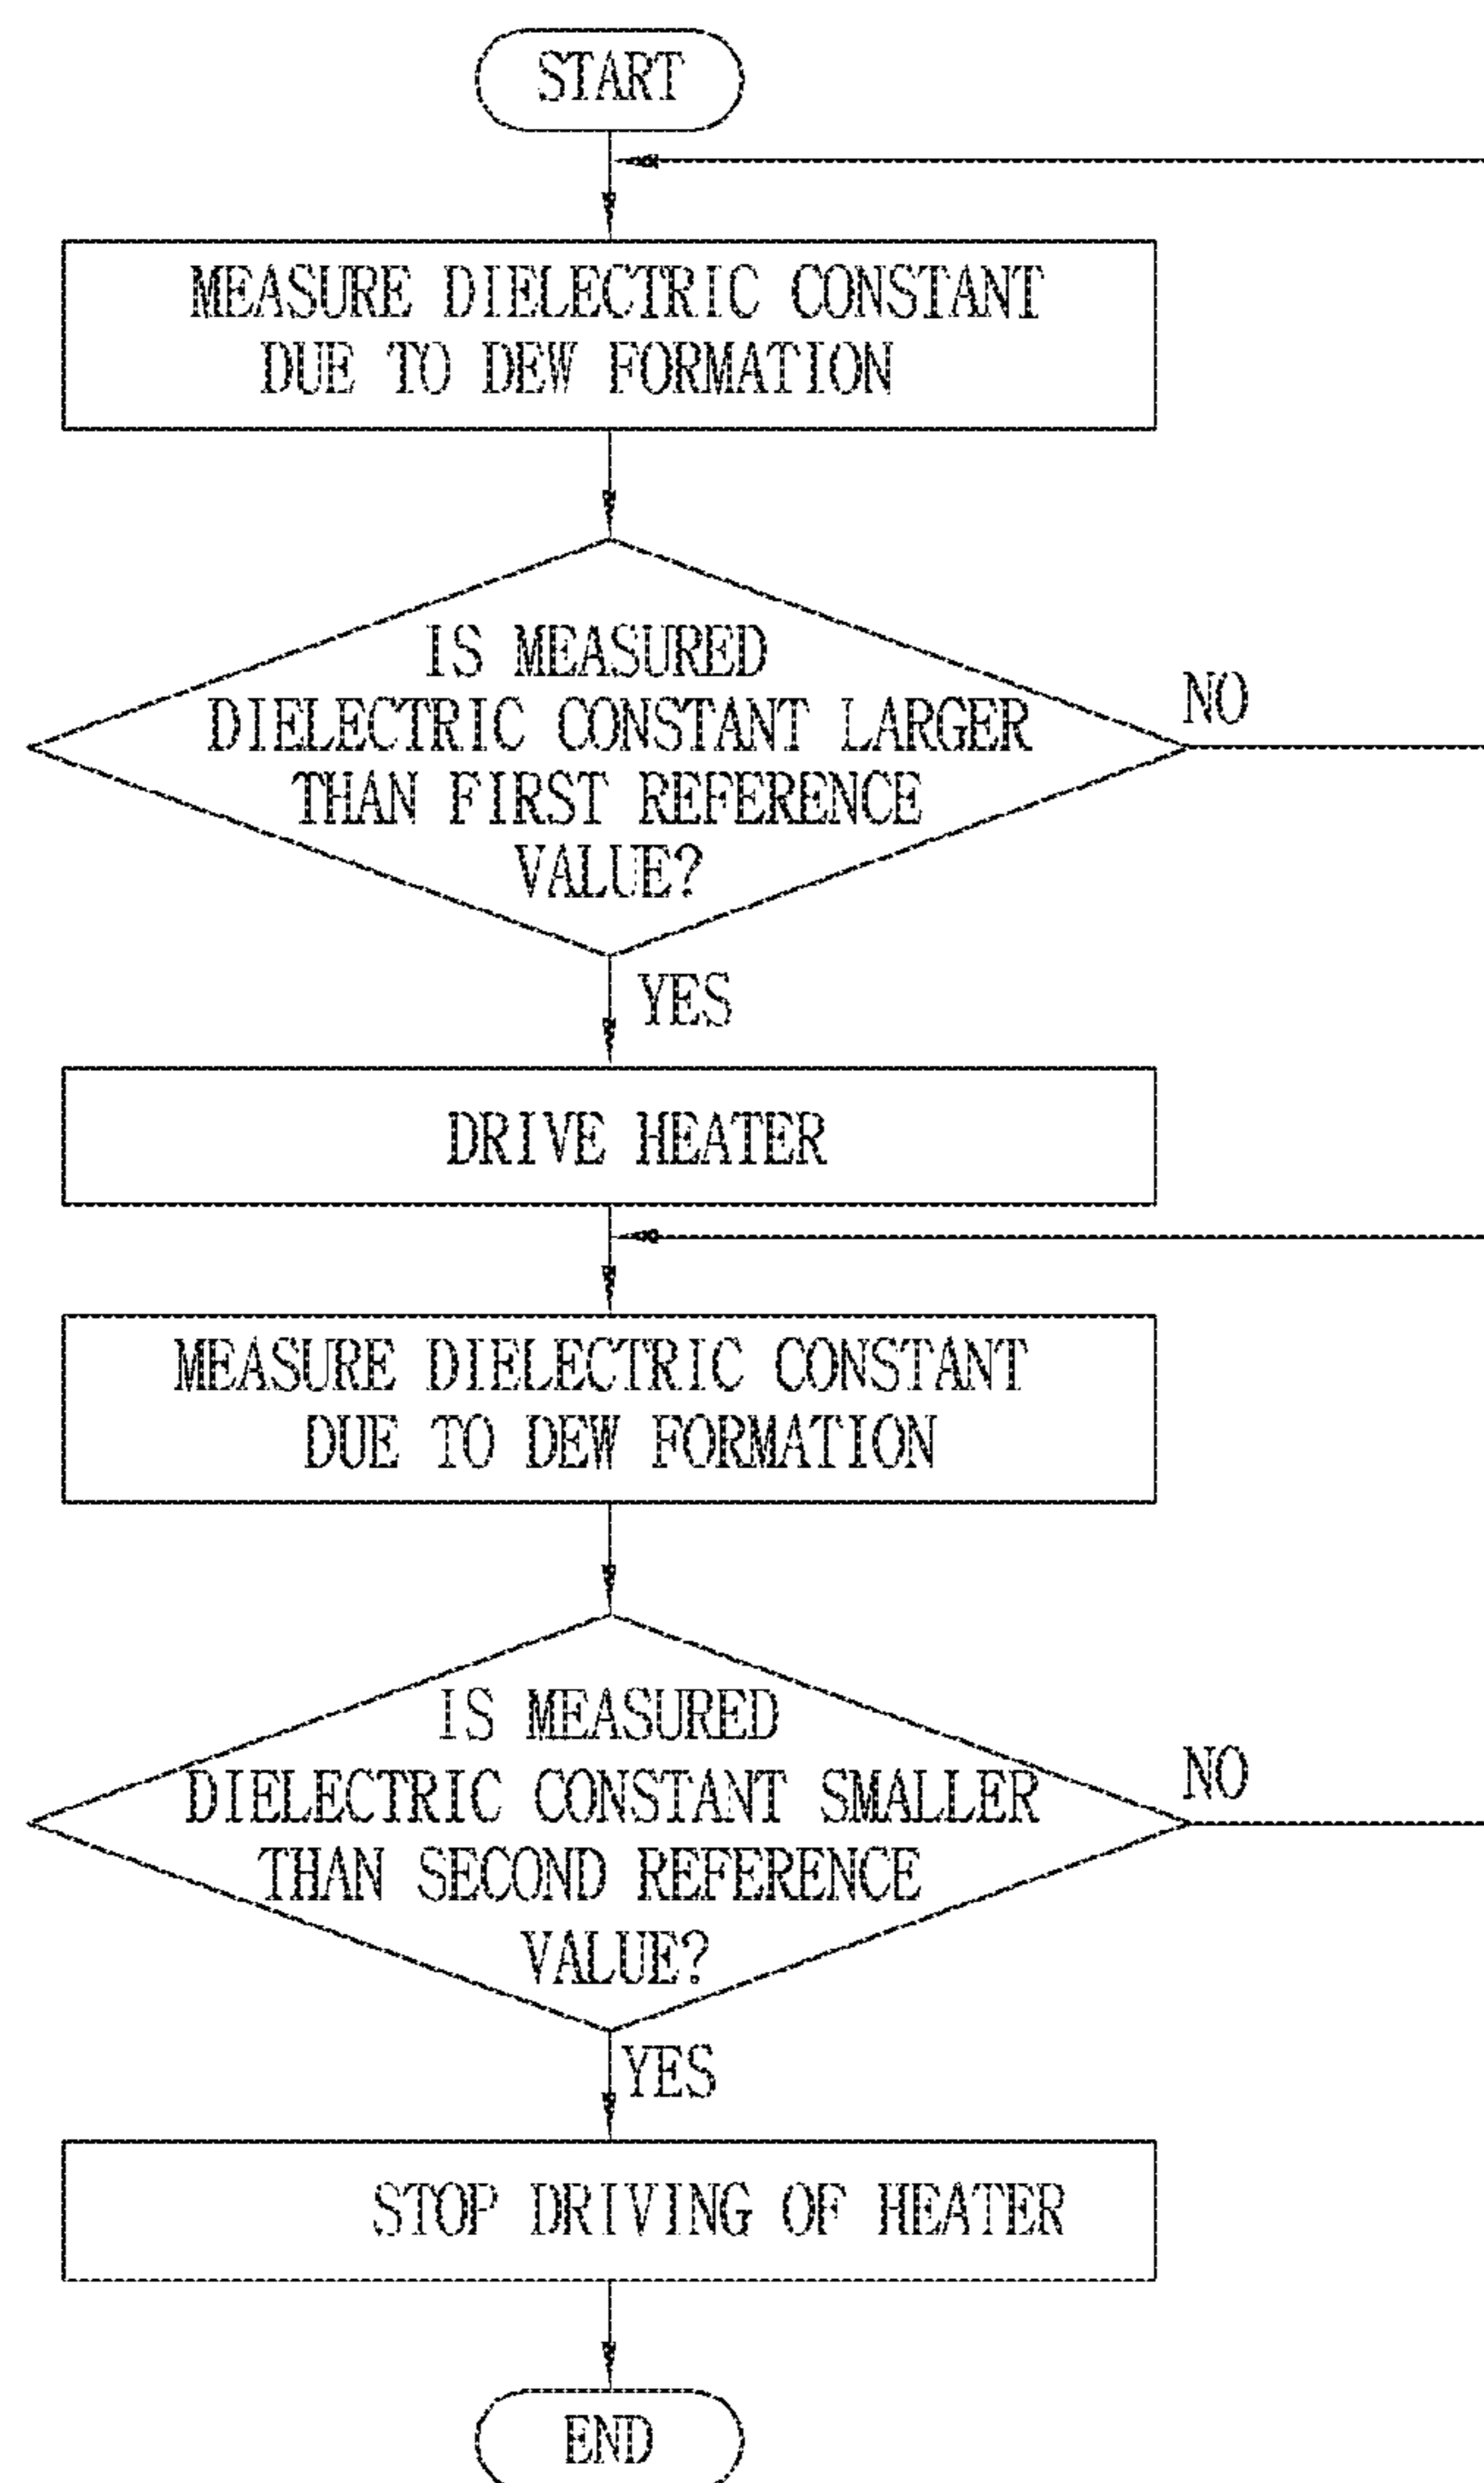 START
MEASURE DIELECTRIC CONSTANT
DUE TO DEW FORMATION
IS MEASURED
DIELECTRIC CONSTANT LARGER
THAN FIRST REFERENCE
VALUE?
NO
YES
DRIVE HEATER
MEASURE DIELECTRIC CONSTANT
DUE TO DEW FORMATION
IS MEASURED
DIELECTRIC CONSTANT SMALLER
THAN SECOND REFERENCE
VALUE?
NO
YES
STOP DRIVING OF HEATER
END